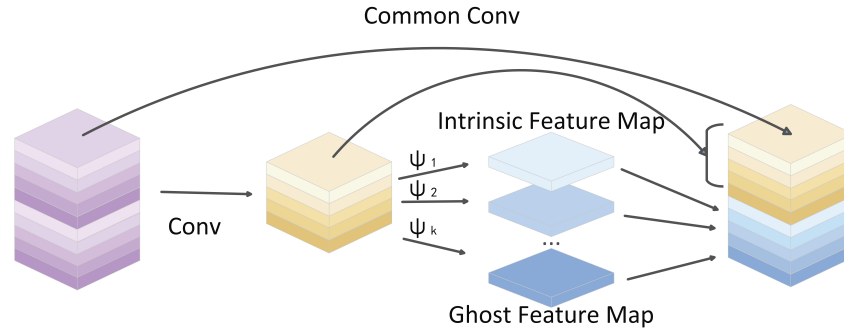 Common Conv
Intrinsic Feature Map
ψ 1
ψ 2
ψ k
Conv
...
Ghost Feature Map